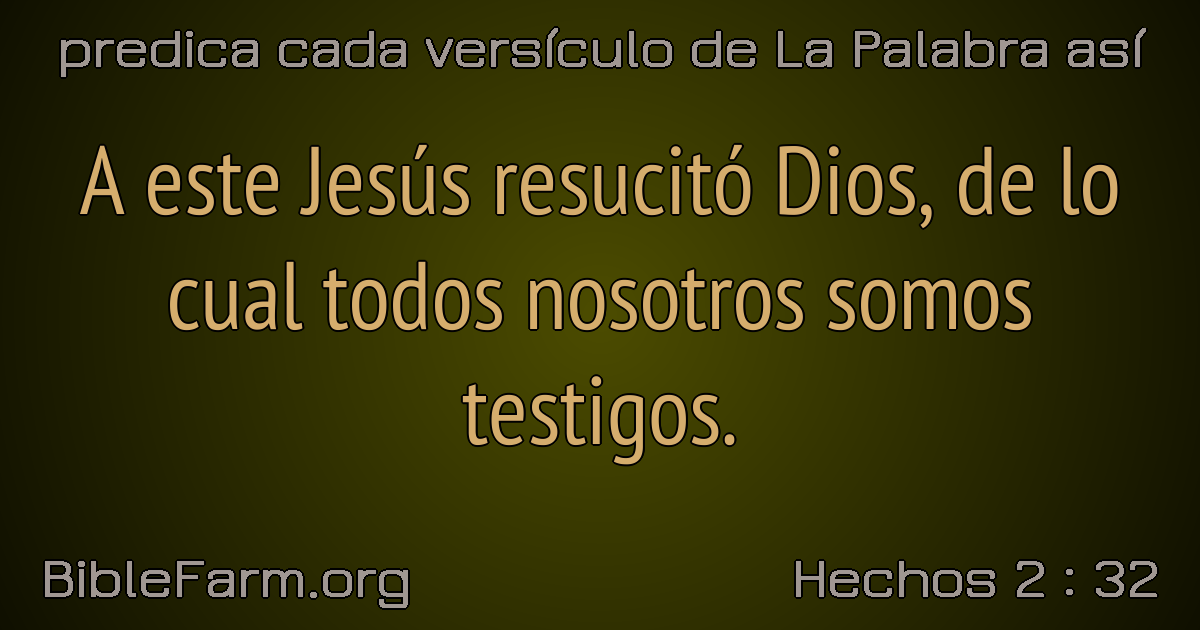 predica cada versículo de La Palabra así
A este Jesús resucitó Dios, de lo
cual todos nosotros somos
testigos.
BibleFarm.org
Hechos 2 : 32